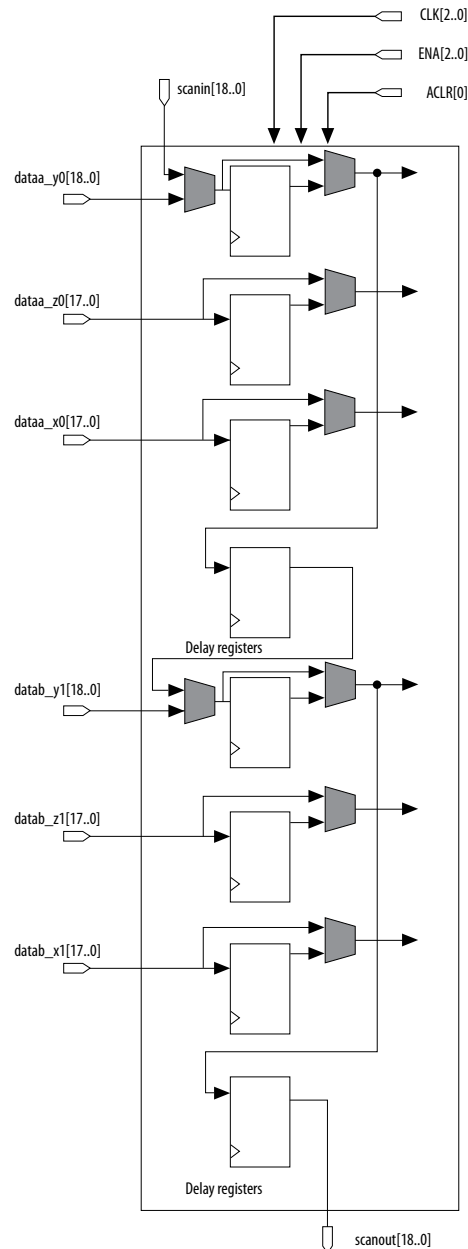 CLK[2..0]
ENA[2..0]
scanin[18..0]
ACLR[0]
dataa_y0[18..0]
dataa_z0[17..0]
dataa_x0[17..0]
Delay registers
datab_y1[18..0]
datab_z1[17..0]
datab_x1[17..0]
Delay registers
scanout[18..0]